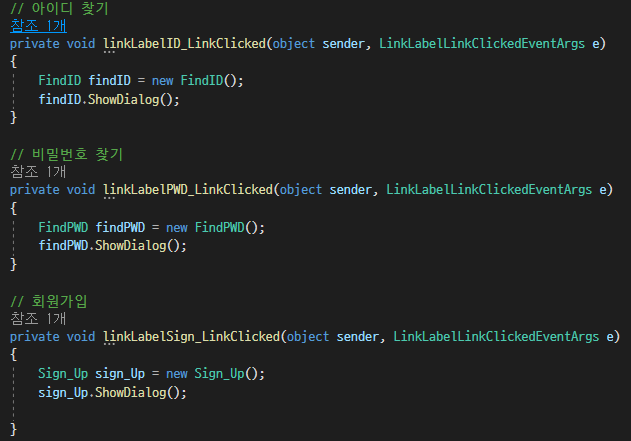 // 아이디 찾기
참조 1개
private void linkLabelID_LinkClicked(object sender, LinkLabelLinkClickedEventArgs e)
{
FindID findID = new FindID();
findID.ShowDialog();
}
// 비밀번호 찾기
참조 1개
private void linkLabelPWD_LinkClicked(object sender, LinkLabelLinkClickedEventArgs e)
{
FindPWD findPWD = new FindPWD();
findPWD.ShowDialog();
}
// 회원가입
참조 1개
private void linkLabelSign_LinkClicked(object sender, LinkLabelLinkClickedEventArgs e)
{
Sign_Up sign_Up = new Sign_Up();
sign_Up.ShowDialog();
}